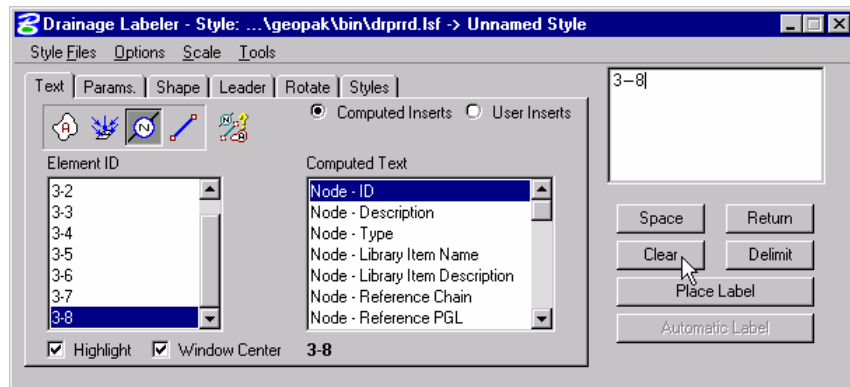 Drainage Labeler - Style: ...\geopak\bin\drprrd.lsf -> Unnamed Style
Style Files Options Scale Tools
Text Params. Shape Leader Rotate Styles
Computed Inserts User Inserts
A N N A
Element ID
3-2
3-3
3-4
3-5
3-6
3-7
3-8
Computed Text
Node - ID
Node - Description
Node - Type
Node - Library Item Name
Node - Library Item Description
Node - Reference Chain
Node - Reference PGL
Highlight Window Center 3-8
3-8
Space Return
Clear Delimit
Place Label
Automatic Label